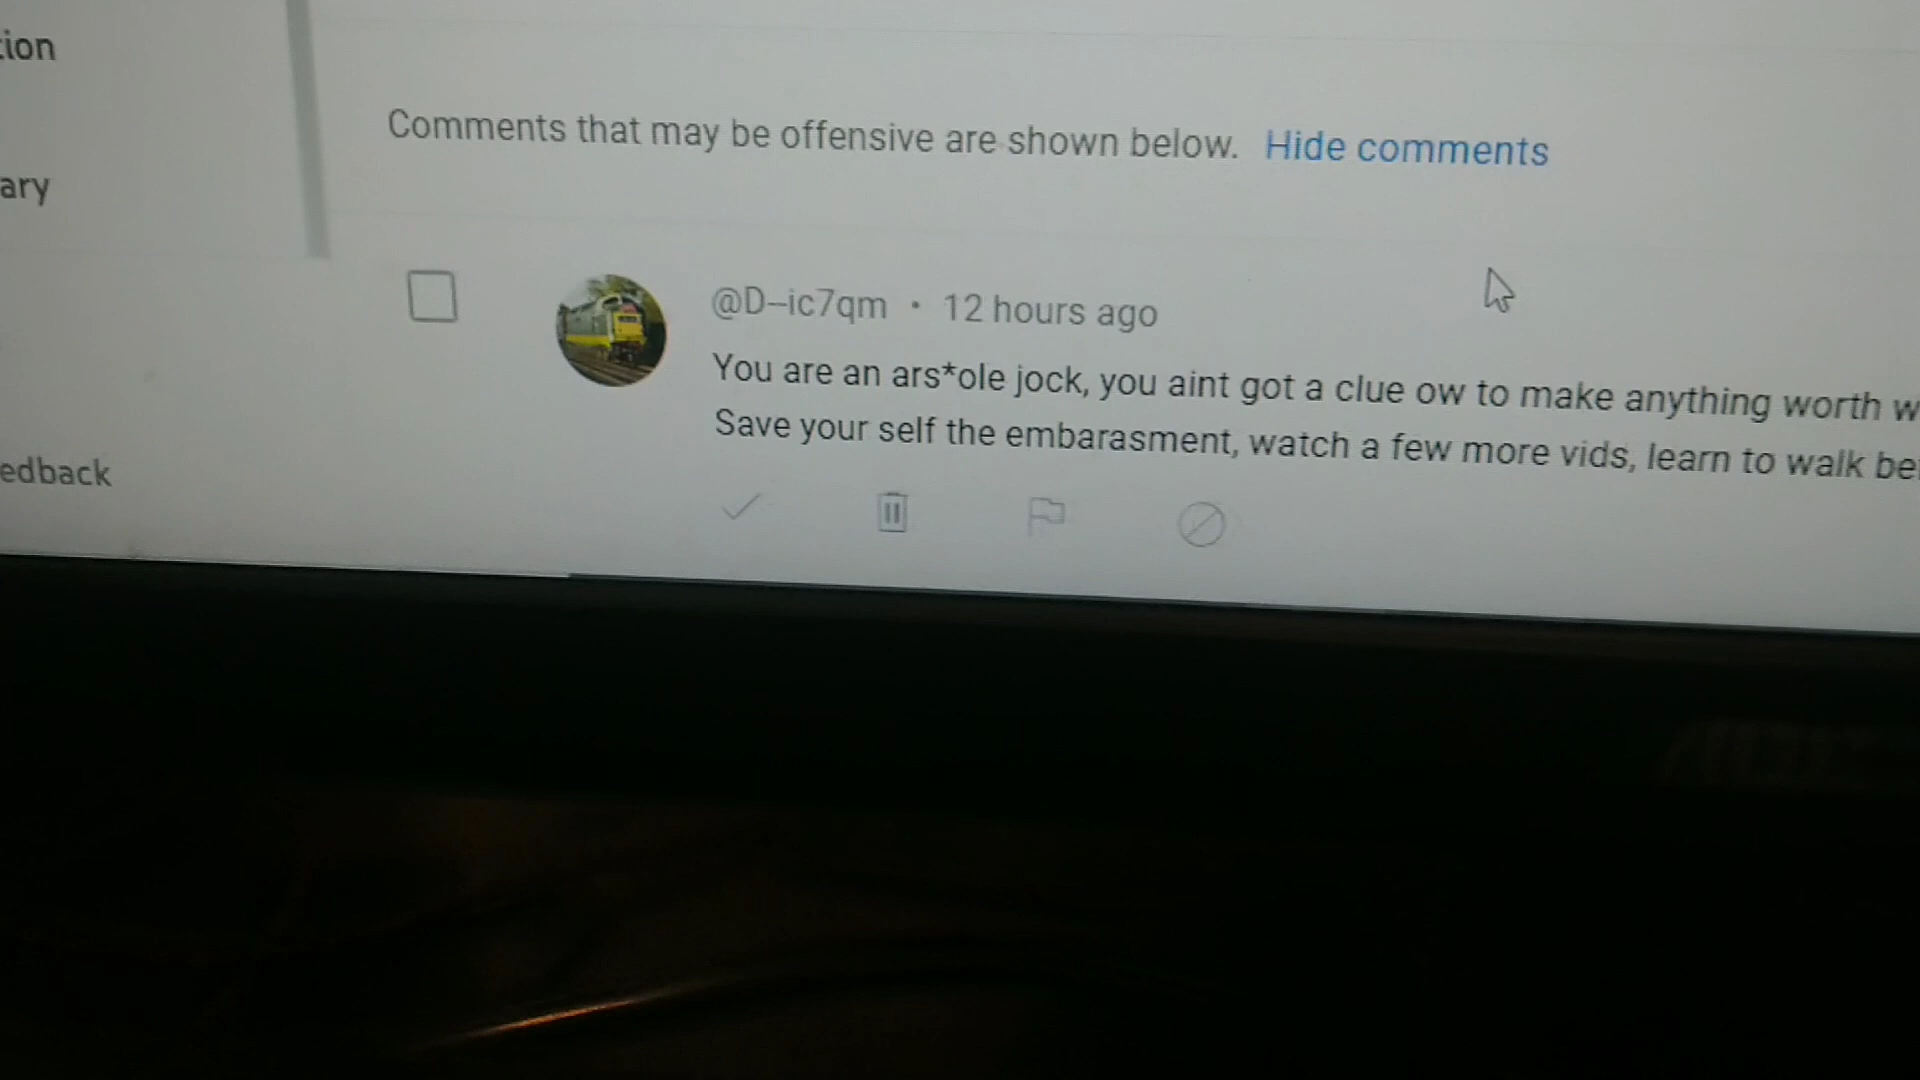 tion
ary
edback
Comments that may be offensive are shown below. Hide comments
@D--ic7qm • 12 hours ago
You are an ars*ole jock, you aint got a clue ow to make anything worth w
Save your self the embarasment, watch a few more vids, learn to walk be